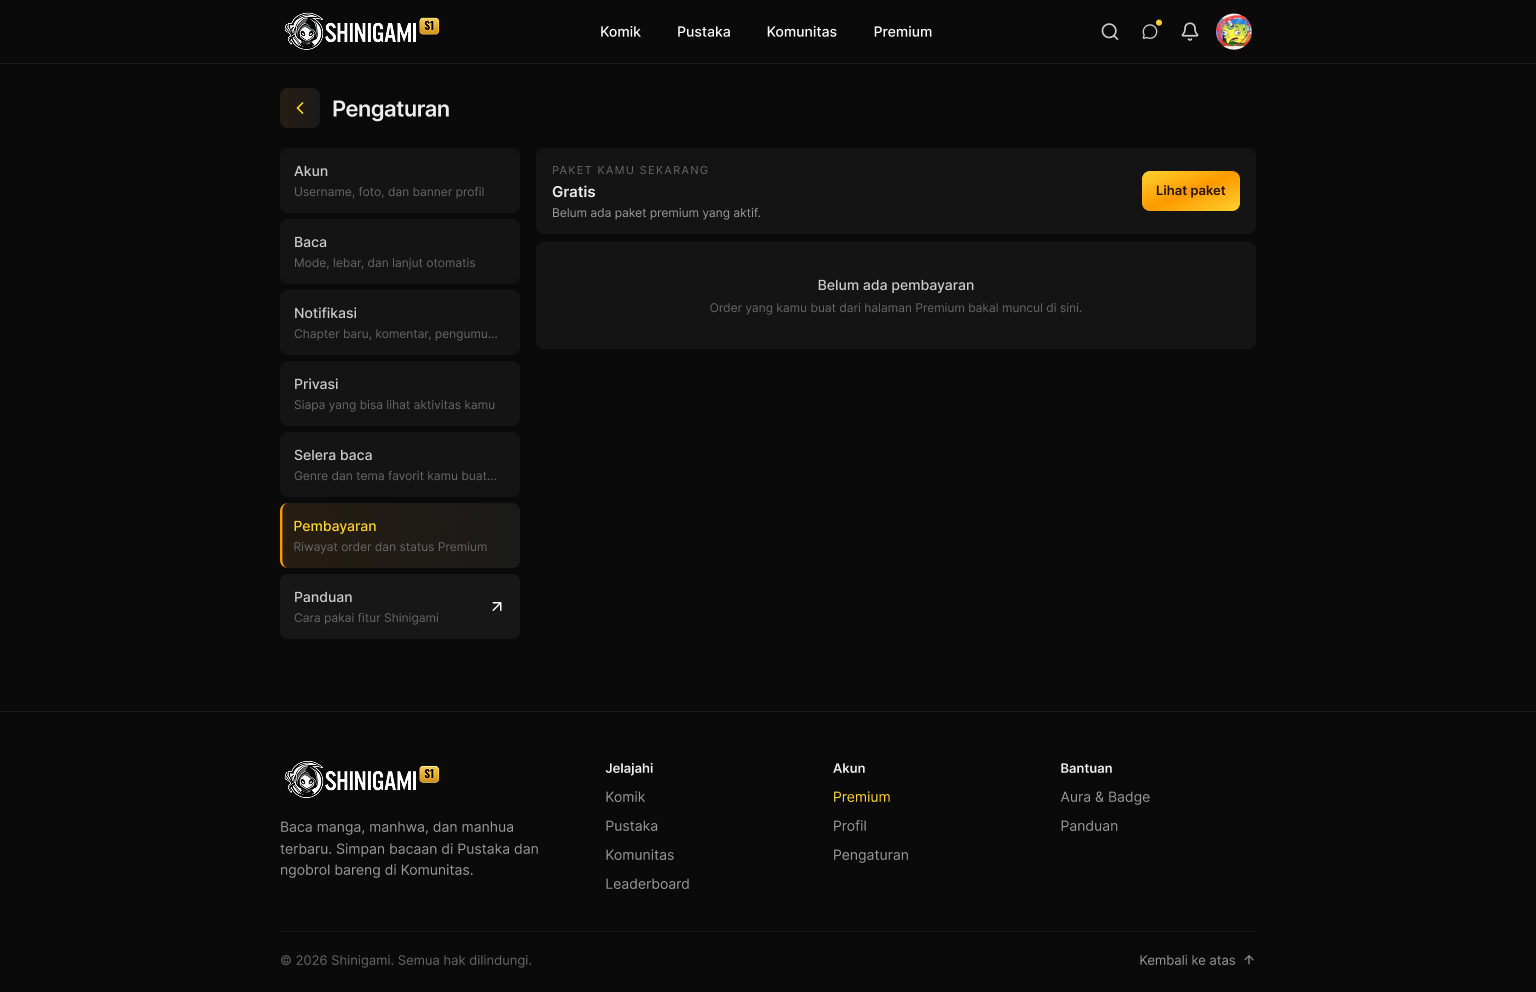 SHINIGAMI S1
Komik
Pustaka
Komunitas
Premium
Pengaturan
Akun
Username, foto, dan banner profil
Baca
Mode, lebar, dan lanjut otomatis
Notifikasi
Chapter baru, komentar, pengumu...
Privasi
Siapa yang bisa lihat aktivitas kamu
Selera baca
Genre dan tema favorit kamu buat...
Pembayaran
Riwayat order dan status Premium
Panduan
Cara pakai fitur Shinigami
PAKET KAMU SEKARANG
Gratis
Belum ada paket premium yang aktif.
Lihat paket
Belum ada pembayaran
Order yang kamu buat dari halaman Premium bakal muncul di sini.
SHINIGAMI S1
Baca manga, manhwa, dan manhua
terbaru. Simpan bacaan di Pustaka dan
ngobrol bareng di Komunitas.
Jelajahi
Komik
Pustaka
Komunitas
Leaderboard
Akun
Premium
Profil
Pengaturan
Bantuan
Aura & Badge
Panduan
© 2026 Shinigami. Semua hak dilindungi.
Kembali ke atas